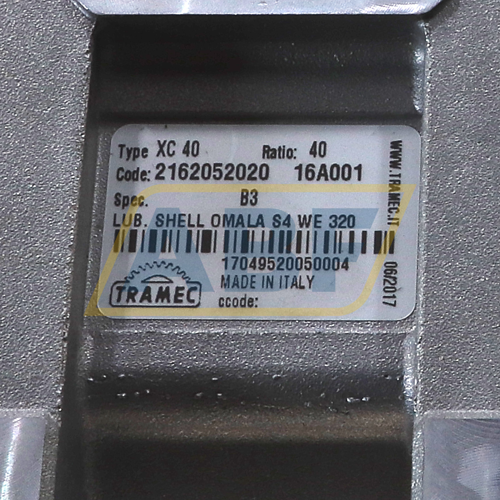 Type XC 40 Ratio: 40
Code: 2162052020 16A001
Spec. B3
LUB. SHELL OMALA S4 WE 320
17049520050004
TRAMEC
MADE IN ITALY
ccode:
WWW.TRAMEC.IT 06/2017